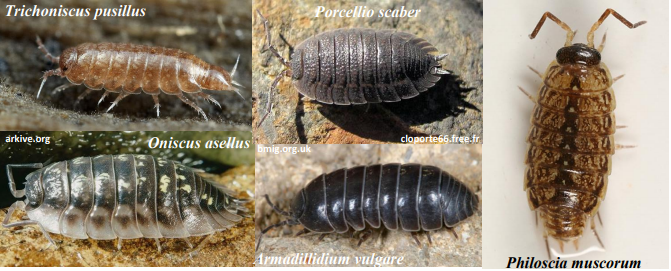 Trichoniscus pusillus
Porcellio scaber
arkive.org
Oniscus asellus
cloporte66.free.fr
bmig.org.uk
Armadillidium vulgare
Philoscia muscorum